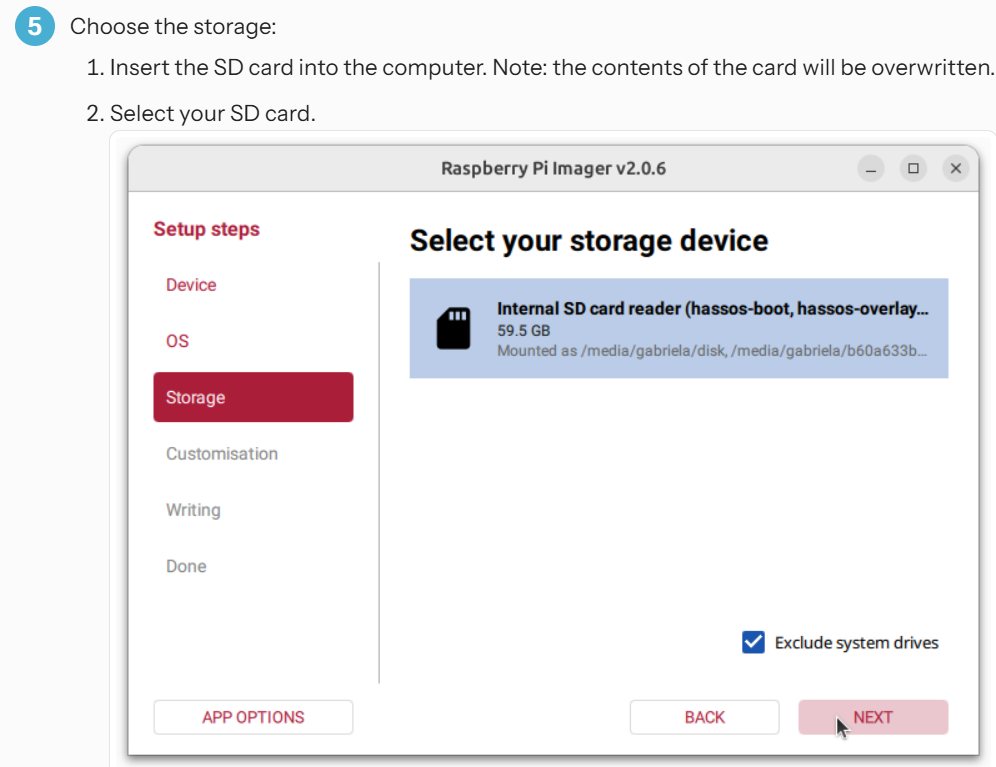 5 Choose the storage:
1. Insert the SD card into the computer. Note: the contents of the card will be overwritten.
2. Select your SD card.
Raspberry Pi Imager v2.0.6
Setup steps
Select your storage device
Device
Internal SD card reader (hassos-boot, hassos-overlay...
59.5 GB
Mounted as /media/gabriela/disk, /media/gabriela/b60a633b...
OS
Storage
Customisation
Writing
Done
Exclude system drives
APP OPTIONS
BACK
NEXT